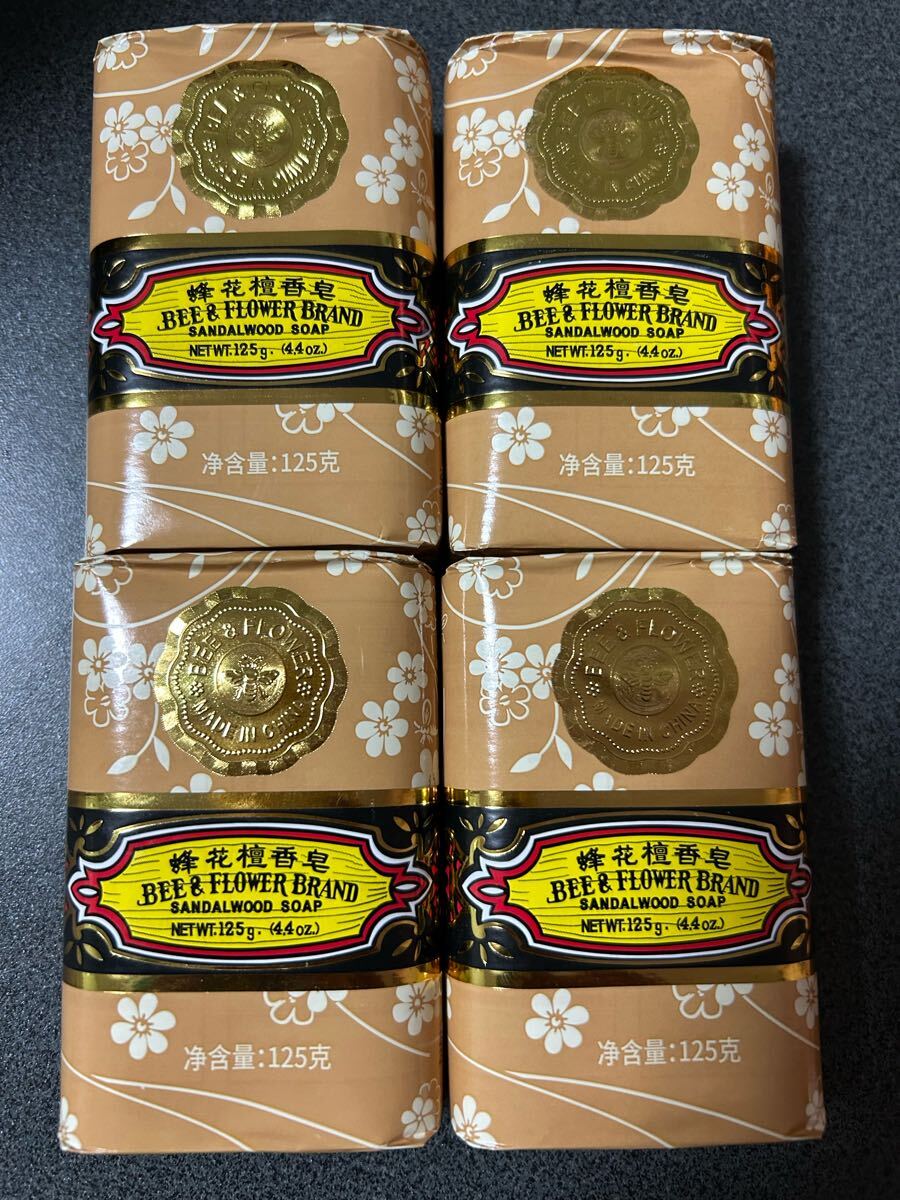 蜂花檀香皂
BEE & FLOWER BRAND
SANDALWOOD SOAP
NET WT. 125g. (4.4 oz.)
净含量:125克
BEE & FLOWER
MADE IN CHINA
蜂花檀香皂
BEE & FLOWER BRAND
SANDALWOOD SOAP
NET WT. 125g. (4.4 oz.)
净含量:125克
BEE & FLOWER
MADE IN CHINA
蜂花檀香皂
BEE & FLOWER BRAND
SANDALWOOD SOAP
NET WT. 125g. (4.4 oz.)
净含量:125克
BEE & FLOWER
MADE IN CHINA
蜂花檀香皂
BEE & FLOWER BRAND
SANDALWOOD SOAP
NET WT. 125g. (4.4 oz.)
净含量:125克